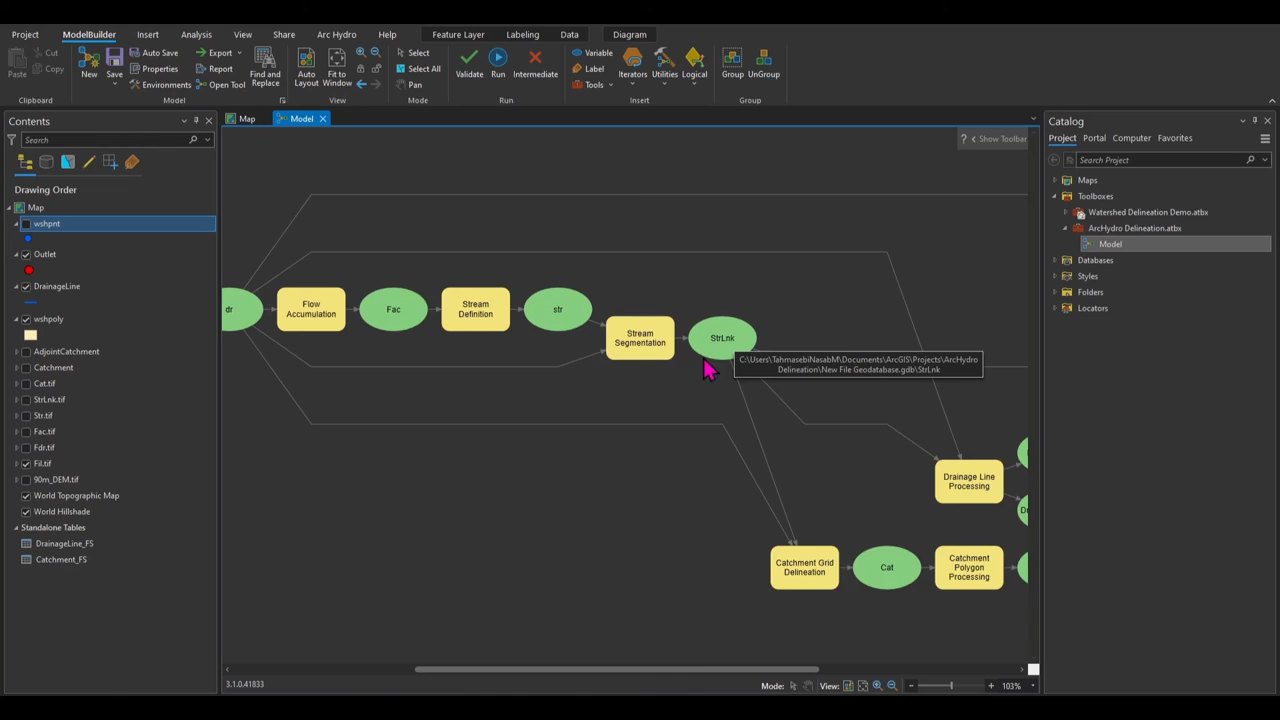 Project ModelBuilder Insert Analysis View Share Arc Hydro Help Feature Layer Labeling Data Diagram
Paste Cut Copy Clipboard
New Save Auto Save Properties Environments Export Report Open Tool Find and Replace Model
Auto Layout Fit to Window View
Select Select All Pan Mode
Validate Run Intermediate Run
Variable Label Tools Iterators Utilities Logical Insert
Group UnGroup Group
Contents
Search
Drawing Order
Map
wshpnt
Outlet
DrainageLine
wshpoly
AdjointCatchment
Catchment
Cat.tif
StrLnk.tif
Str.tif
Fac.tif
Fdr.tif
Fil.tif
90m_DEM.tif
World Topographic Map
World Hillshade
Standalone Tables
DrainageLine_FS
Catchment_FS
Map Model
? < Show Toolbar
dr
Flow
Accumulation
Fac
Stream
Definition
str
Stream
Segmentation
StrLnk
C:\Users\TahmasebiNasabM\Documents\ArcGIS\Projects\ArcHydro
Delineation\New File Geodatabase.gdb\StrLnk
Drainage Line
Processing
Catchment Grid
Delineation
Cat
Catchment
Polygon
Processing
3.1.0.41833
Mode: View: 103%
Catalog
Project Portal Computer Favorites
Search Project
Maps
Toolboxes
Watershed Delineation Demo.atbx
ArcHydro Delineation.atbx
Model
Databases
Styles
Folders
Locators